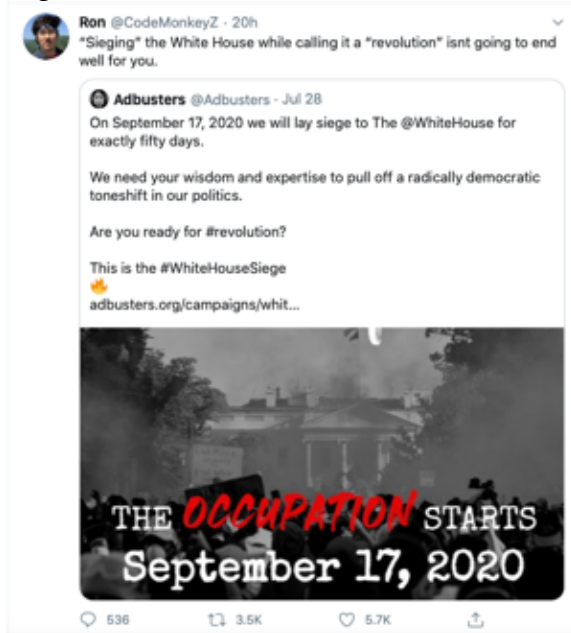 Ron @CodeMonkeyZ · 20h
“Sieging” the White House while calling it a “revolution” isnt going to end
well for you.
Adbusters @Adbusters · Jul 28
On September 17, 2020 we will lay siege to The @WhiteHouse for
exactly fifty days.
We need your wisdom and expertise to pull off a radically democratic
toneshift in our politics.
Are you ready for #revolution?
This is the #WhiteHouseSiege
🔥
adbusters.org/campaigns/whit...
THE OCCUPATION STARTS
September 17, 2020
536 3.5K 5.7K